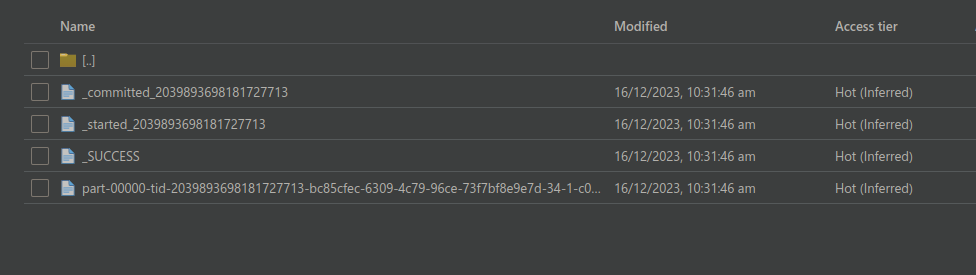 Name Modified Access tier
[..]
_committed_2039893698181727713 16/12/2023, 10:31:46 am Hot (Inferred)
_started_2039893698181727713 16/12/2023, 10:31:46 am Hot (Inferred)
_SUCCESS 16/12/2023, 10:31:46 am Hot (Inferred)
part-00000-tid-2039893698181727713-bc85cfec-6309-4c79-96ce-73f7bf8e9e7d-34-1-c0... 16/12/2023, 10:31:46 am Hot (Inferred)